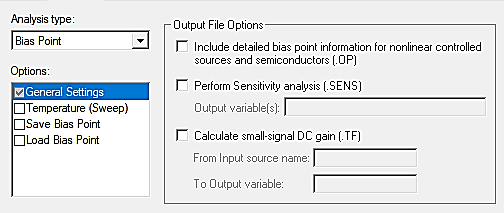 Analysis type:
Bias Point
Options:
General Settings
Temperature (Sweep)
Save Bias Point
Load Bias Point
Output File Options
Include detailed bias point information for nonlinear controlled
sources and semiconductors (.OP)
Perform Sensitivity analysis (.SENS)
Output variable(s):
Calculate small-signal DC gain (.TF)
From Input source name:
To Output variable: